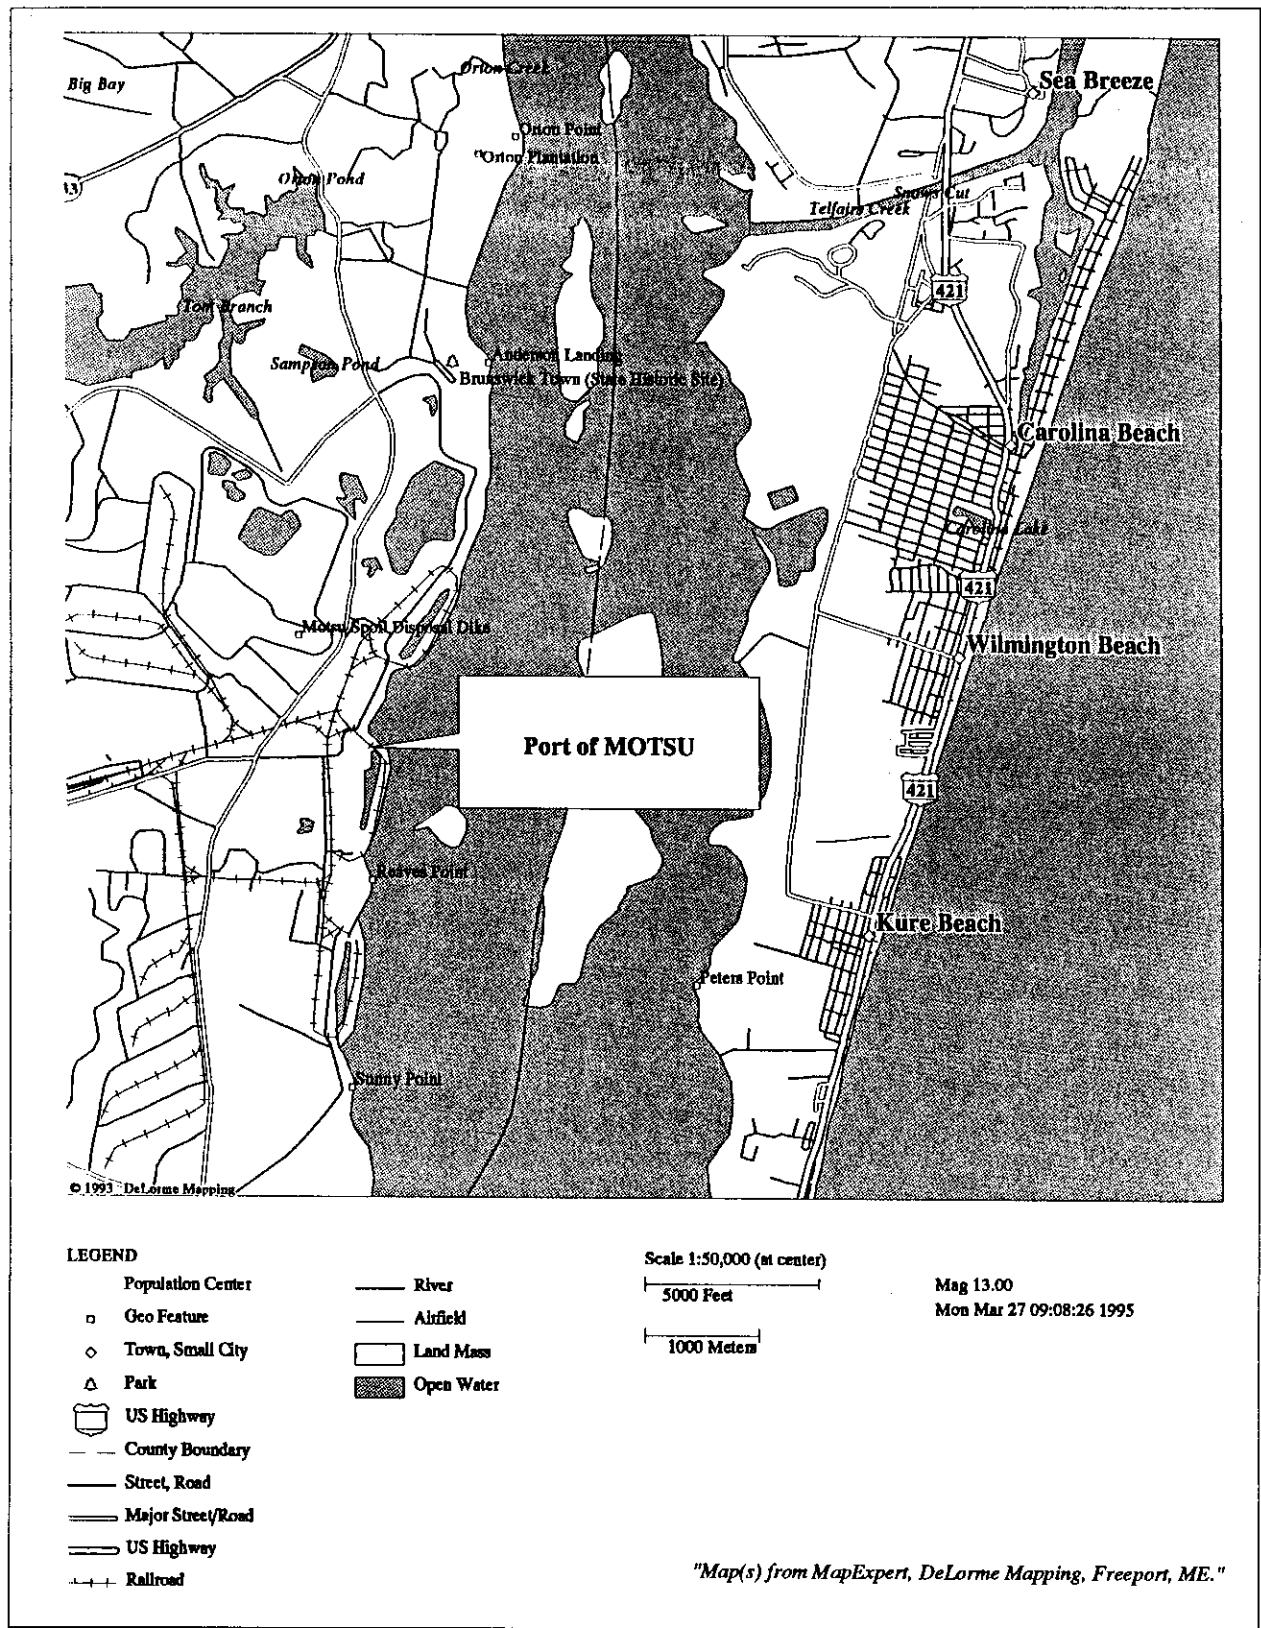 Big Bay
Orton Creek
Sea Breeze
Orton Point
Orton Plantation
Orton Pond
Snows Cut
Telfairs Creek
421
Tom Branch
Sampson Pond
Anderson Landing
Brunswick Town (State Historic Site)
Carolina Beach
Carolina Lake
421
Motsu Spoil Disposal Dike
Wilmington Beach
Port of MOTSU
421
Reaves Point
Kure Beach
Peters Point
Sunny Point
© 1993 DeLorme Mapping
LEGEND
Population Center
Geo Feature
Town, Small City
Park
US Highway
County Boundary
Street, Road
Major Street/Road
US Highway
Railroad
River
Airfield
Land Mass
Open Water
Scale 1:50,000 (at center)
5000 Feet
1000 Meters
Mag 13.00
Mon Mar 27 09:08:26 1995
"Map(s) from MapExpert, DeLorme Mapping, Freeport, ME."